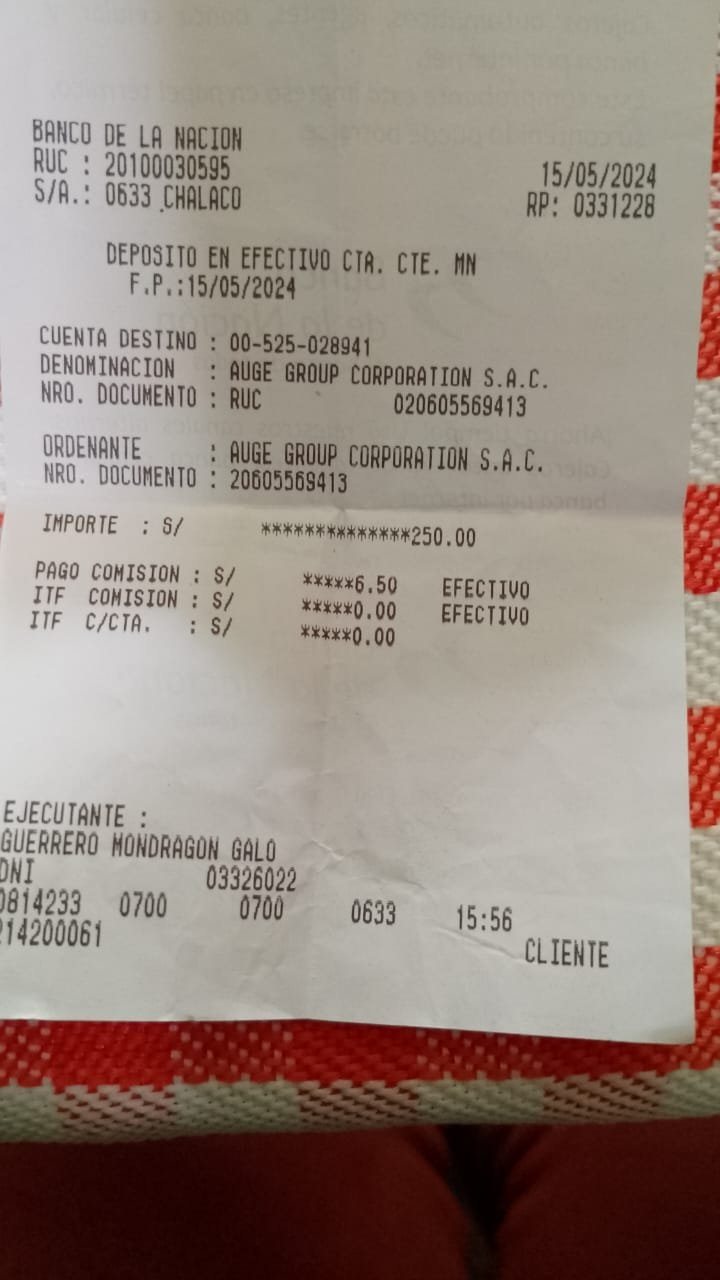 BANCO DE LA NACION
RUC : 20100030595 15/05/2024
S/A.: 0633 CHALACO RP: 0331228
DEPOSITO EN EFECTIVO CTA. CTE. MN
F.P.:15/05/2024
CUENTA DESTINO : 00-525-028941
DENOMINACION : AUGE GROUP CORPORATION S.A.C.
NRO. DOCUMENTO : RUC 020605569413
ORDENANTE : AUGE GROUP CORPORATION S.A.C.
NRO. DOCUMENTO : 20605569413
IMPORTE : S/ **************250.00
PAGO COMISION : S/ *****6.50 EFECTIVO
ITF COMISION : S/ *****0.00 EFECTIVO
ITF C/CTA. : S/ *****0.00
EJECUTANTE :
GUERRERO MONDRAGON GALO
DNI 03326022
0814233 0700 0700 0633 15:56
214200061 CLIENTE